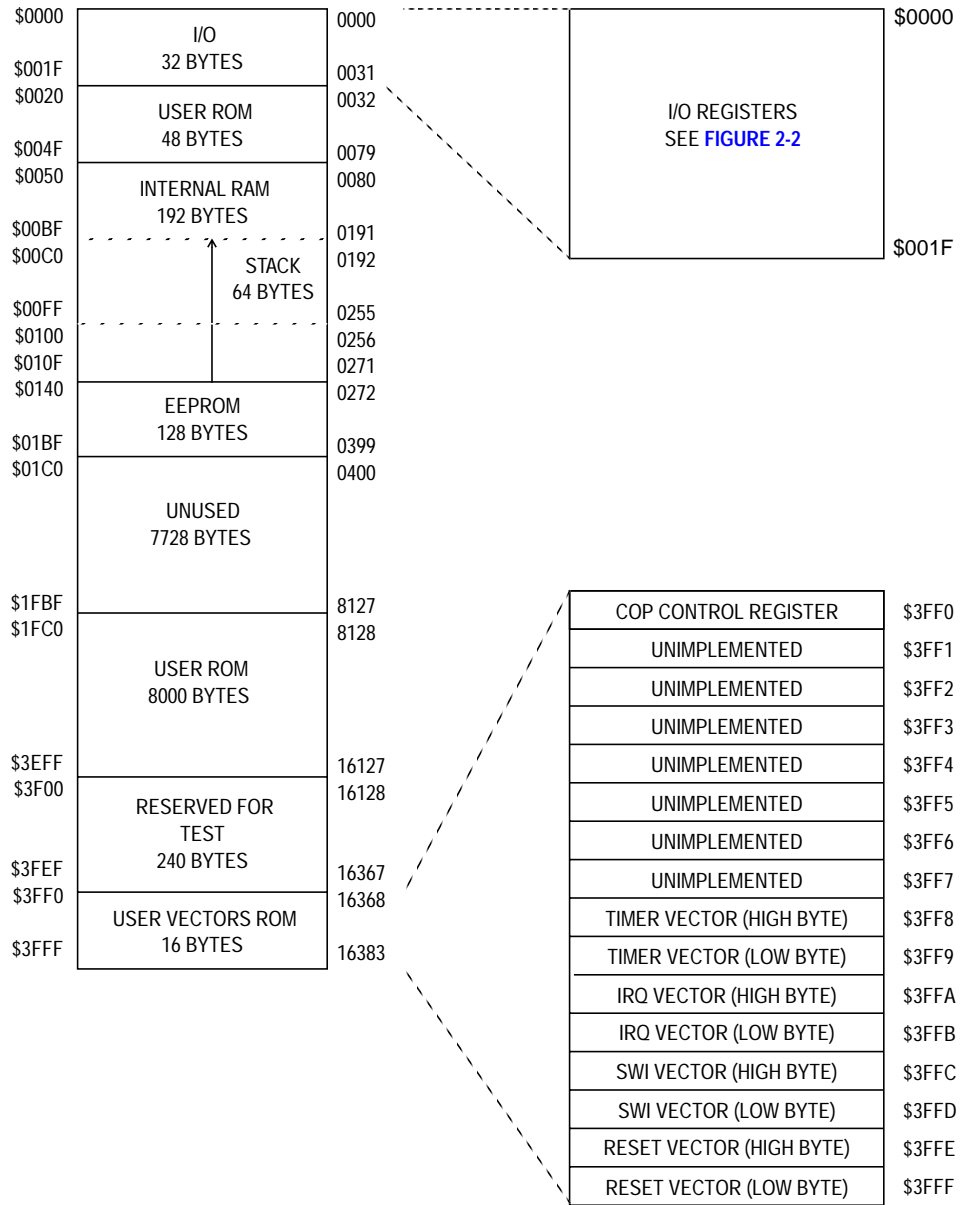 $0000
I/O
32 BYTES
0000
$001F
0031
$0020
0032
USER ROM
48 BYTES
$004F
0079
$0050
0080
INTERNAL RAM
192 BYTES
$00BF
0191
$00C0
0192
STACK
64 BYTES
$00FF
0255
$0100
0256
$010F
0271
$0140
0272
EEPROM
128 BYTES
$01BF
0399
$01C0
0400
UNUSED
7728 BYTES
$1FBF
8127
$1FC0
8128
USER ROM
8000 BYTES
$3EFF
16127
$3F00
16128
RESERVED FOR
TEST
240 BYTES
$3FEF
16367
$3FF0
16368
USER VECTORS ROM
16 BYTES
$3FFF
16383
$0000
I/O REGISTERS
SEE FIGURE 2-2
$001F
COP CONTROL REGISTER $3FF0
UNIMPLEMENTED $3FF1
UNIMPLEMENTED $3FF2
UNIMPLEMENTED $3FF3
UNIMPLEMENTED $3FF4
UNIMPLEMENTED $3FF5
UNIMPLEMENTED $3FF6
UNIMPLEMENTED $3FF7
TIMER VECTOR (HIGH BYTE) $3FF8
TIMER VECTOR (LOW BYTE) $3FF9
IRQ VECTOR (HIGH BYTE) $3FFA
IRQ VECTOR (LOW BYTE) $3FFB
SWI VECTOR (HIGH BYTE) $3FFC
SWI VECTOR (LOW BYTE) $3FFD
RESET VECTOR (HIGH BYTE) $3FFE
RESET VECTOR (LOW BYTE) $3FFF